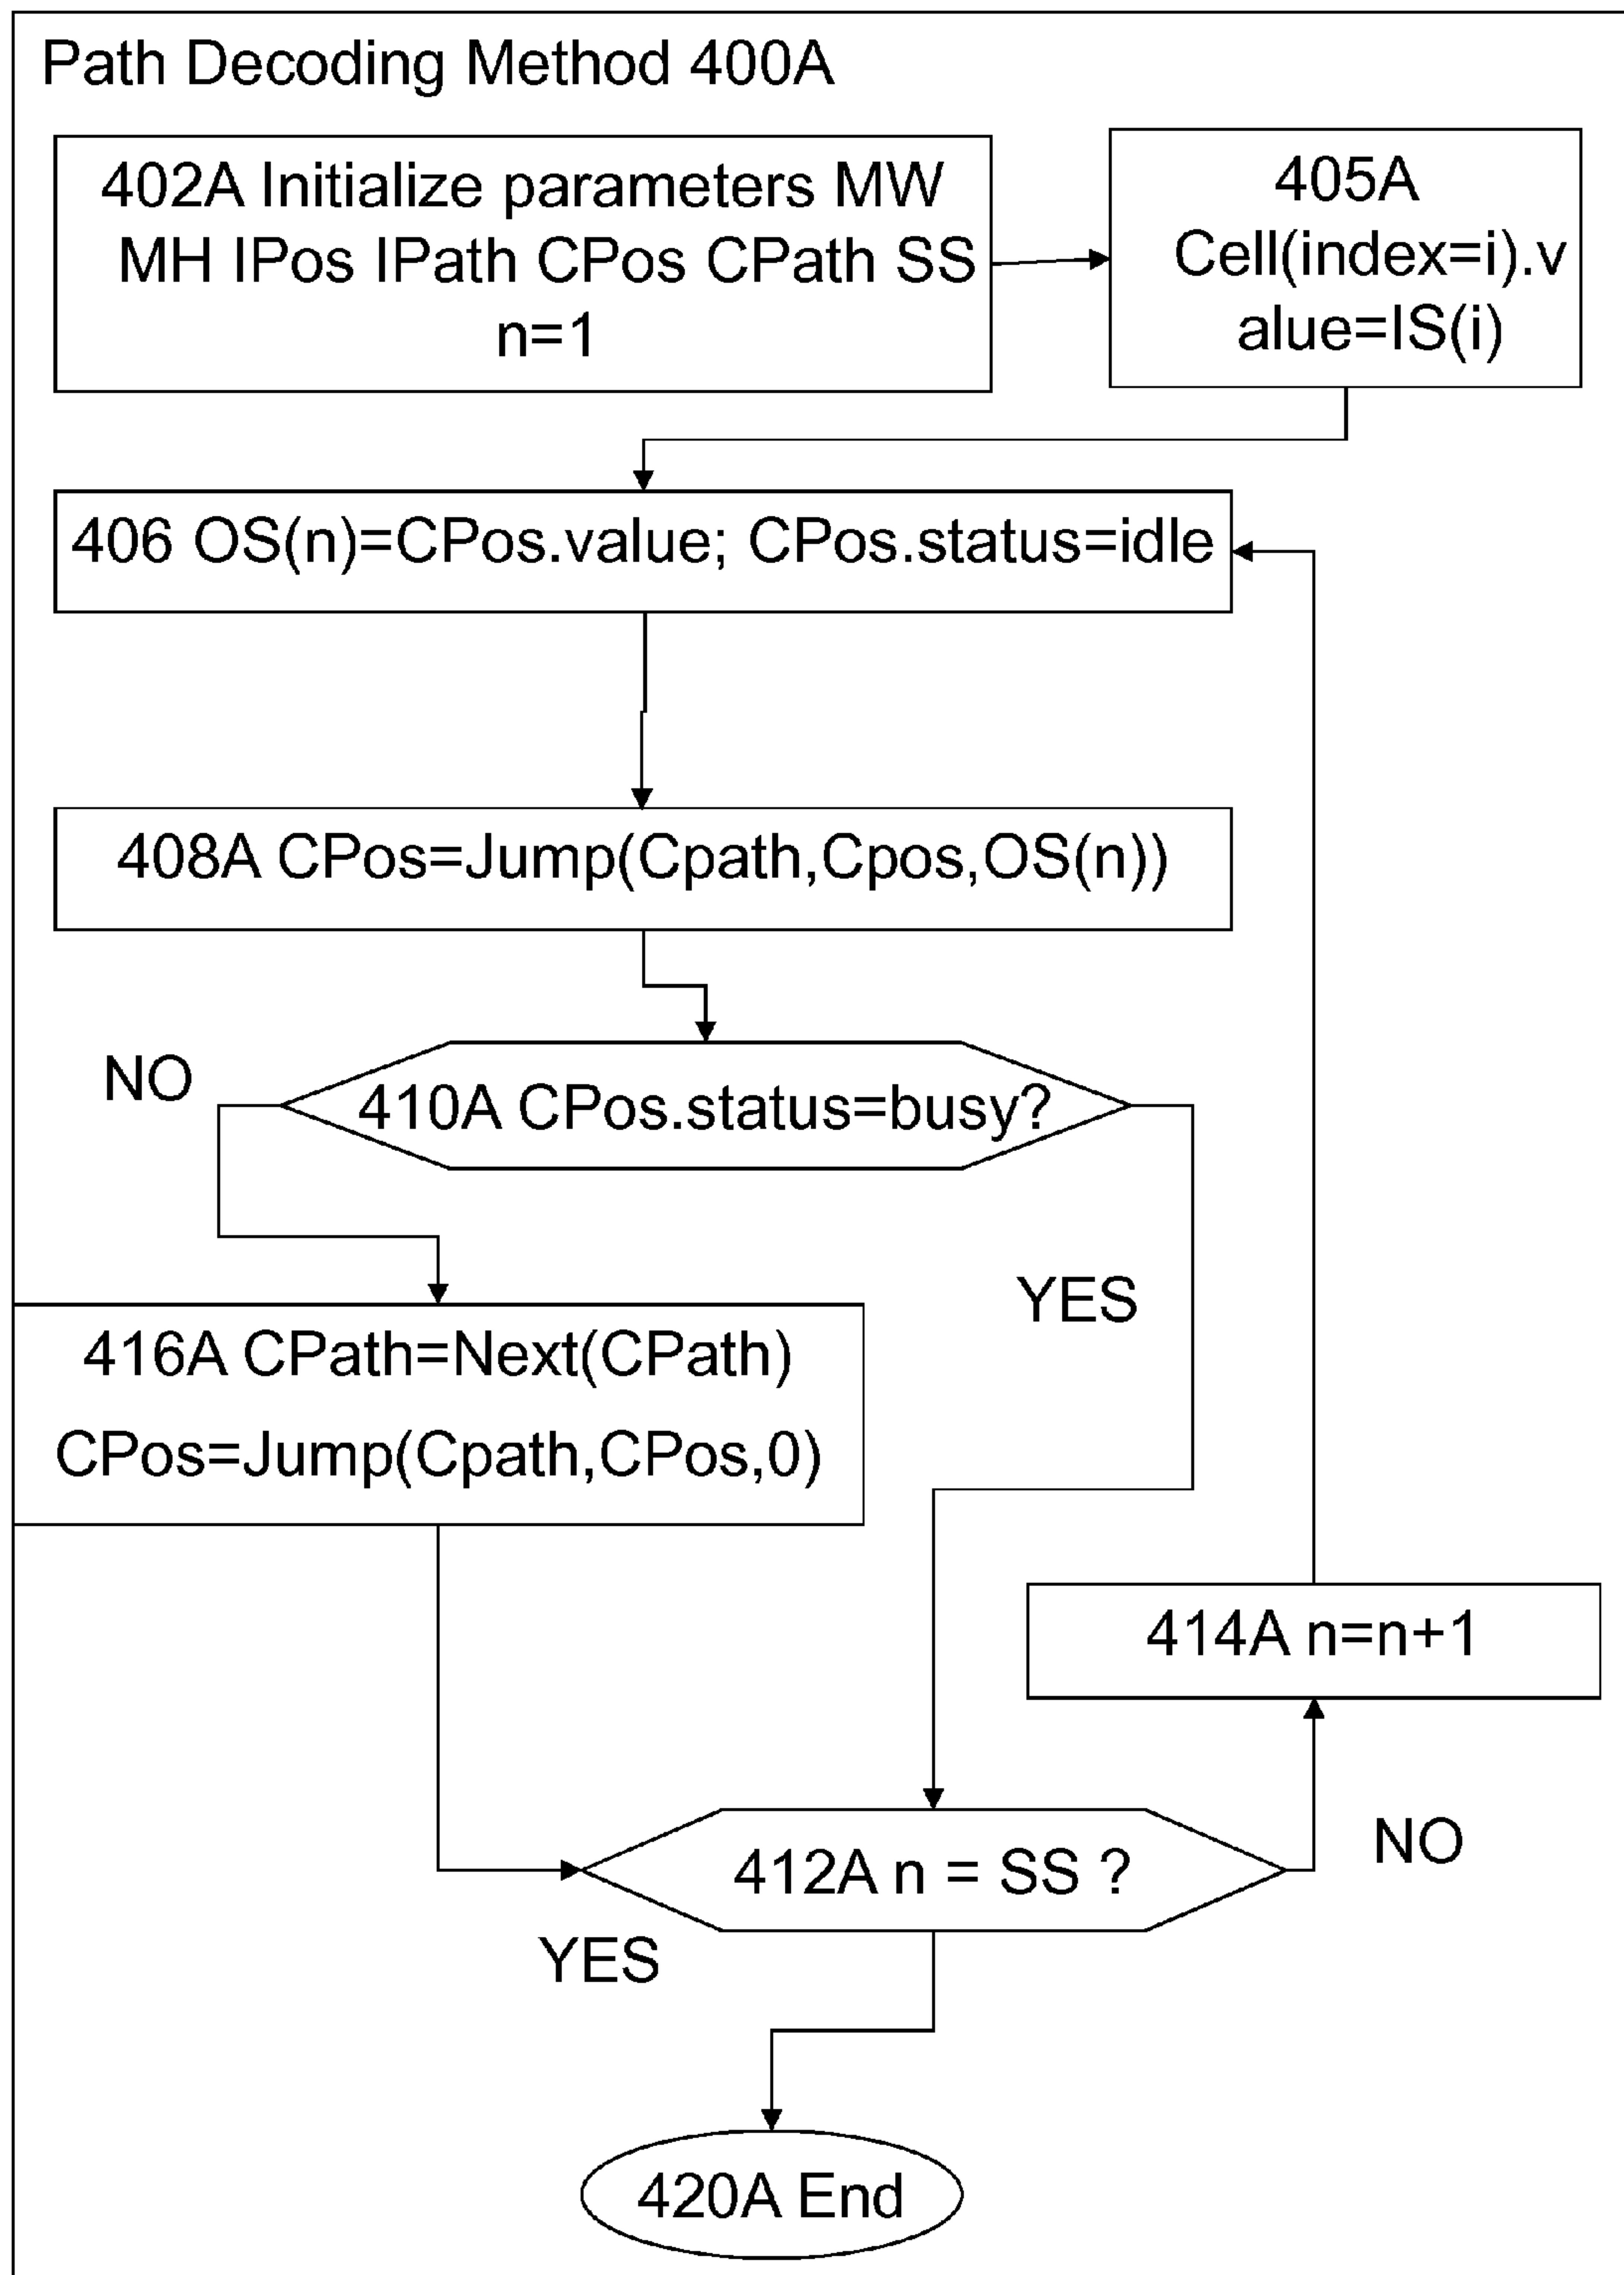 Path Decoding Method 400A
402A Initialize parameters MW
MH IPos IPath CPos CPath SS
n=1
405A
Cell(index=i).v
alue=IS(i)
406 OS(n)=CPos.value; CPos.status=idle
408A CPos=Jump(Cpath,Cpos,OS(n))
NO
410A CPos.status=busy?
YES
416A CPath=Next(CPath)
CPos=Jump(Cpath,CPos,0)
414A n=n+1
412A n = SS ?
NO
YES
420A End